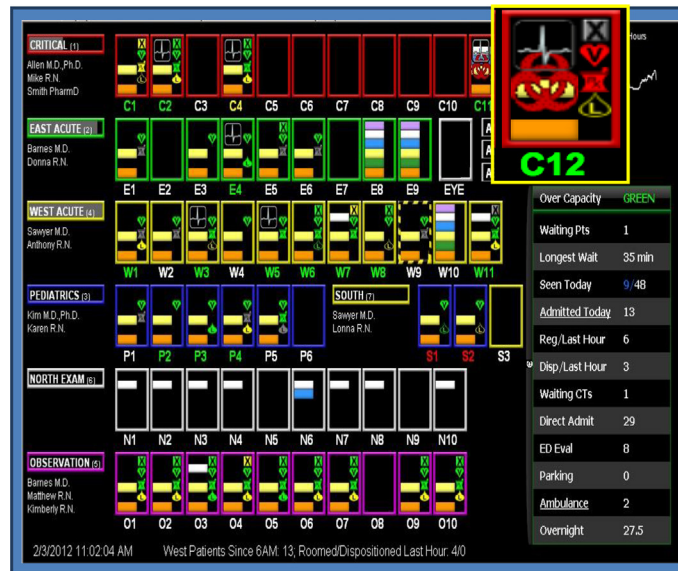 CRITICAL (1)
Allen M.D.,Ph.D.
Mike R.N.
Smith PharmD
C1 C2 C3 C4 C5 C6 C7 C8 C9 C10 C11
C12
Hours
EAST ACUTE (2)
Barnes M.D.
Donna R.N.
E1 E2 E3 E4 E5 E6 E7 E8 E9 EYE
WEST ACUTE (4)
Sawyer M.D.
Anthony R.N.
W1 W2 W3 W4 W5 W6 W7 W8 W9 W10 W11
PEDIATRICS (3)
Kim M.D.,Ph.D.
Karen R.N.
P1 P2 P3 P4 P5 P6
SOUTH (7)
Sawyer M.D.
Lonna R.N.
S1 S2 S3
NORTH EXAM (6)
N1 N2 N3 N4 N5 N6 N7 N8 N9 N10
OBSERVATION (5)
Barnes M.D.
Matthew R.N.
Kimberly R.N.
O1 O2 O3 O4 O5 O6 O7 O8 O9 O10
Over Capacity GREEN
Waiting Pts 1
Longest Wait 35 min
Seen Today 9/48
Admitted Today 13
Reg/Last Hour 6
Disp/Last Hour 3
Waiting CTs 1
Direct Admit 29
ED Eval 8
Parking 0
Ambulance 2
Overnight 27.5
2/3/2012 11:02:04 AM West Patients Since 6AM: 13; Roomed/Dispositioned Last Hour: 4/0